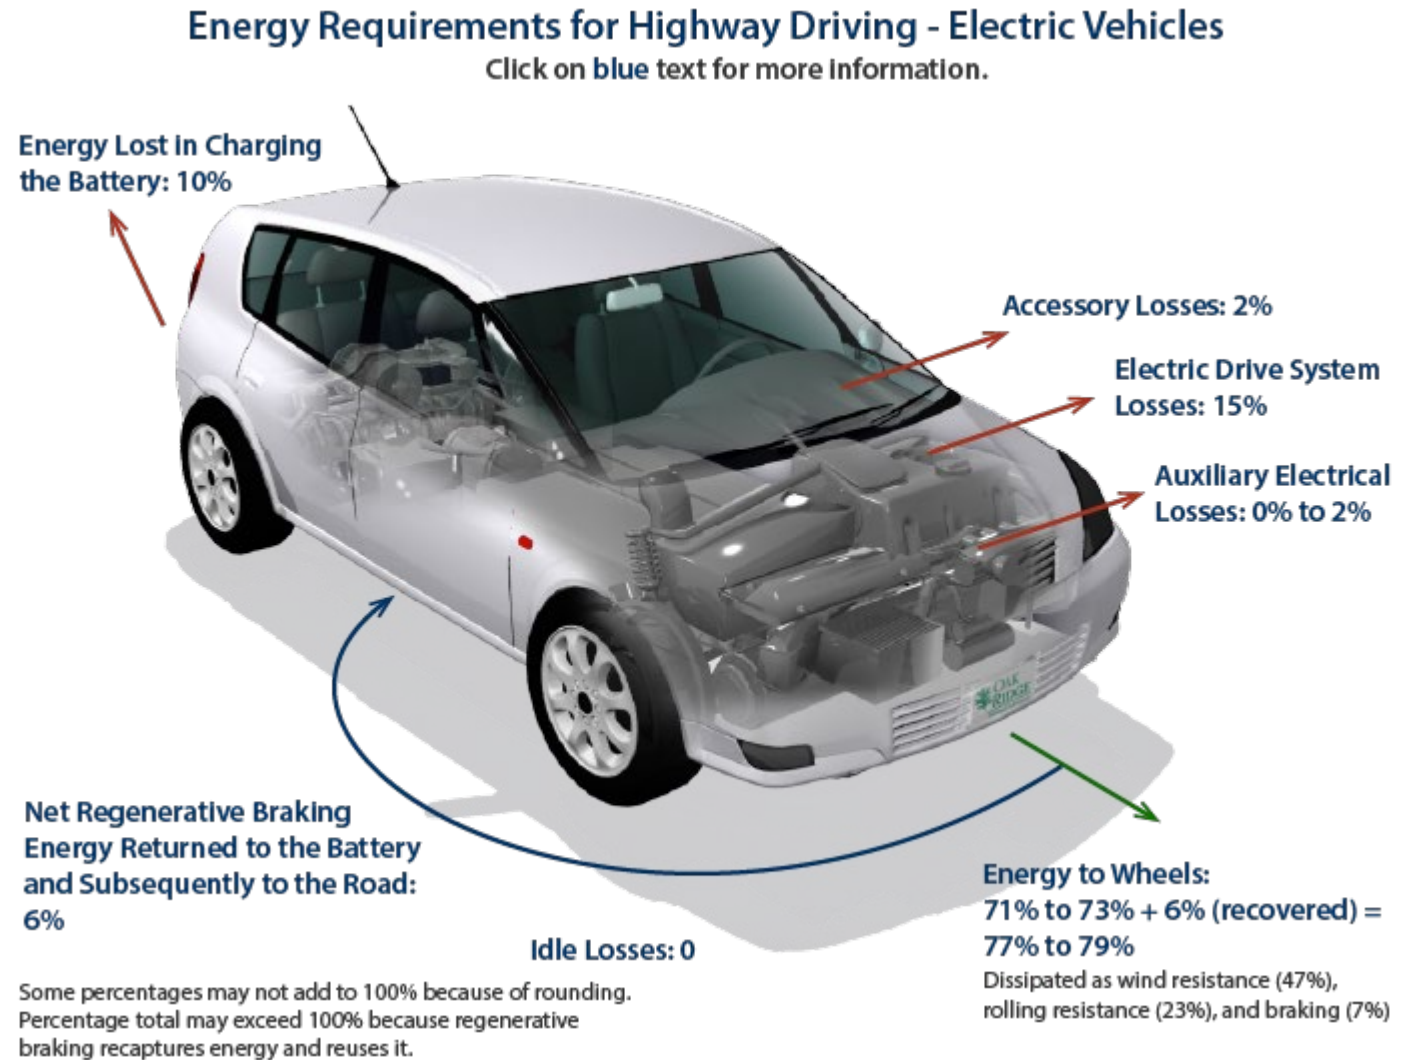 Energy Requirements for Highway Driving - Electric Vehicles
Click on blue text for more information.
Energy Lost in Charging
the Battery: 10%
Accessory Losses: 2%
Electric Drive System
Losses: 15%
Auxiliary Electrical
Losses: 0% to 2%
OAK
RIDGE
Net Regenerative Braking
Energy Returned to the Battery
and Subsequently to the Road:
6%
Energy to Wheels:
71% to 73% + 6% (recovered) =
77% to 79%
Dissipated as wind resistance (47%),
rolling resistance (23%), and braking (7%)
Idle Losses: 0
Some percentages may not add to 100% because of rounding.
Percentage total may exceed 100% because regenerative
braking recaptures energy and reuses it.